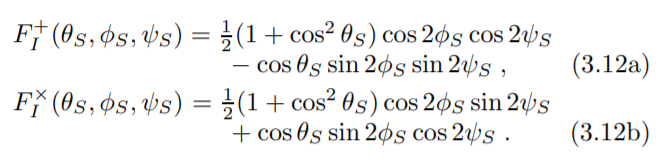 F_I^+(θ_S, ϕ_S, ψ_S) = ½(1 + cos² θ_S) cos 2ϕ_S cos 2ψ_S
− cos θ_S sin 2ϕ_S sin 2ψ_S , (3.12a)
F_I^×(θ_S, ϕ_S, ψ_S) = ½(1 + cos² θ_S) cos 2ϕ_S sin 2ψ_S
+ cos θ_S sin 2ϕ_S cos 2ψ_S . (3.12b)